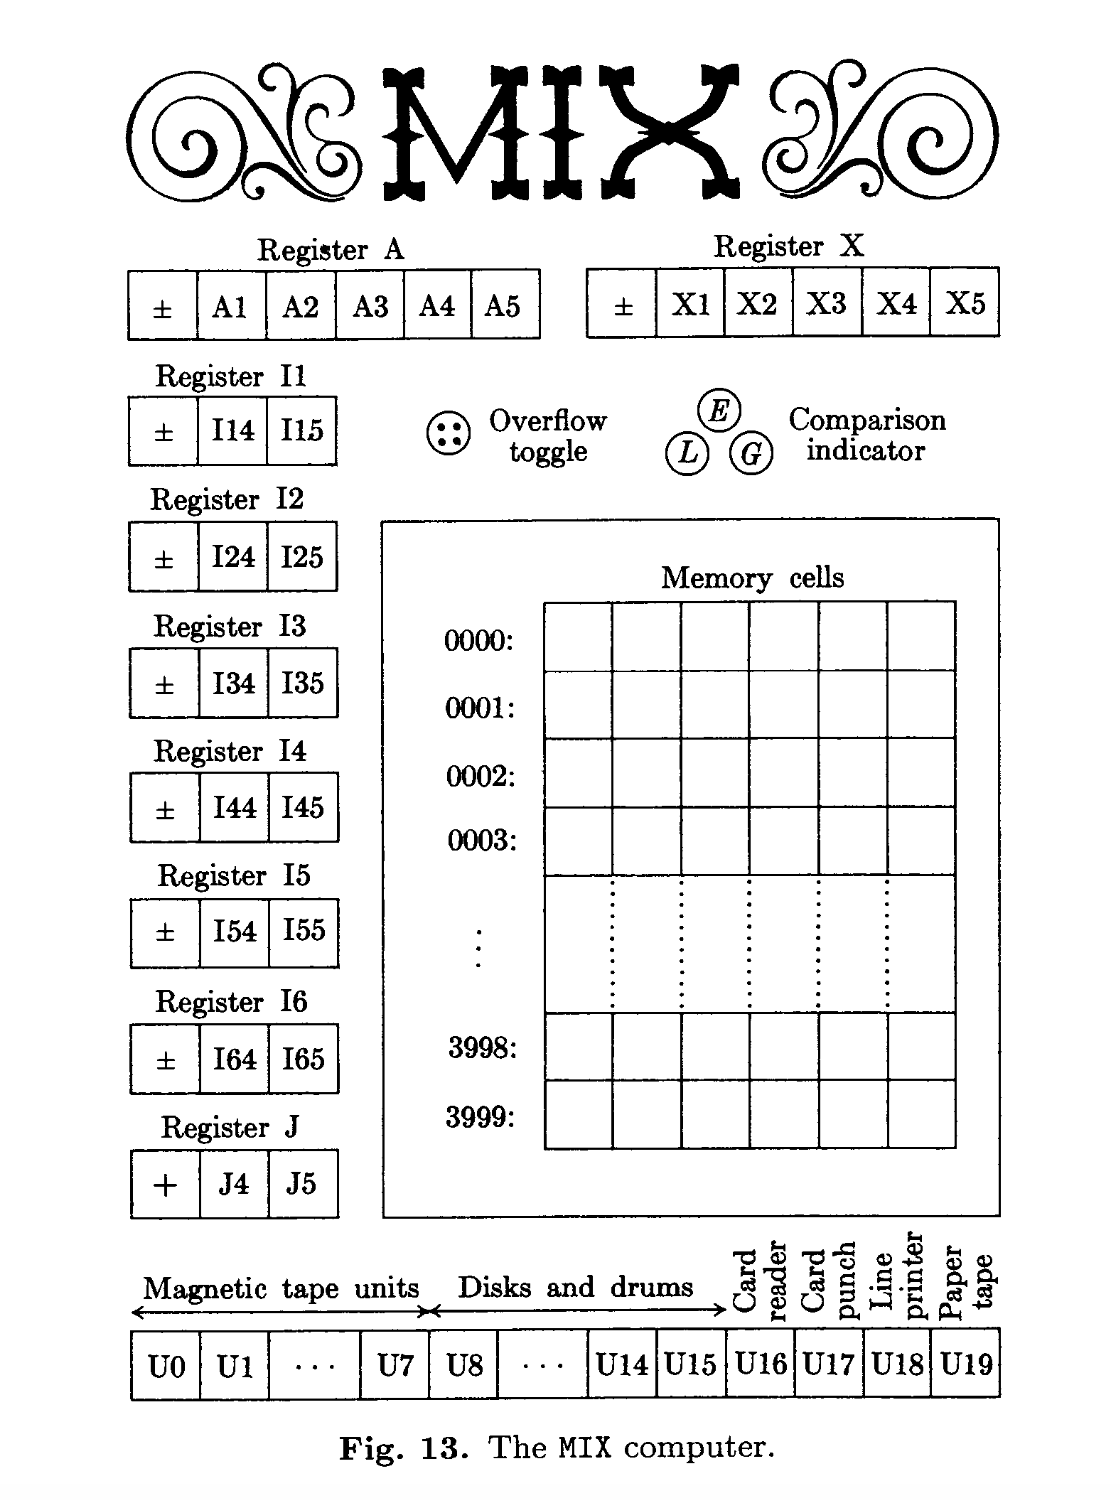 MIX
Register A
± A1 A2 A3 A4 A5
Register X
± X1 X2 X3 X4 X5
Register I1
± I14 I15
Overflow
toggle
E
L G
Comparison
indicator
Register I2
± I24 I25
Register I3
± I34 I35
Register I4
± I44 I45
Register I5
± I54 I55
Register I6
± I64 I65
Register J
+ J4 J5
Memory cells
0000:
0001:
0002:
0003:
⋮
3998:
3999:
Magnetic tape units
Disks and drums
Card
reader
Card
punch
Line
printer
Paper
tape
U0 U1 ··· U7 U8 ··· U14 U15 U16 U17 U18 U19
Fig. 13. The MIX computer.